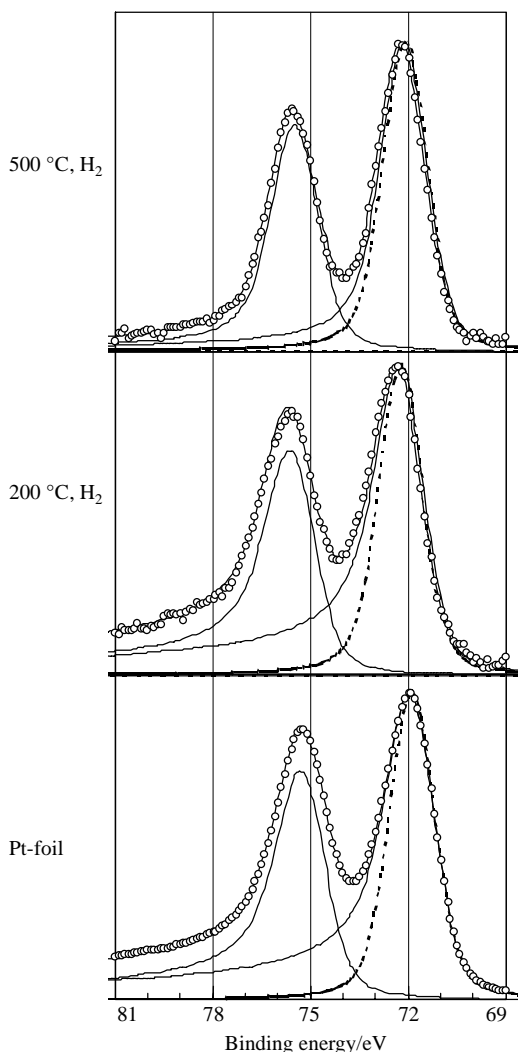 500 °C, H₂
200 °C, H₂
Pt-foil
81 78 75 72 69
Binding energy/eV